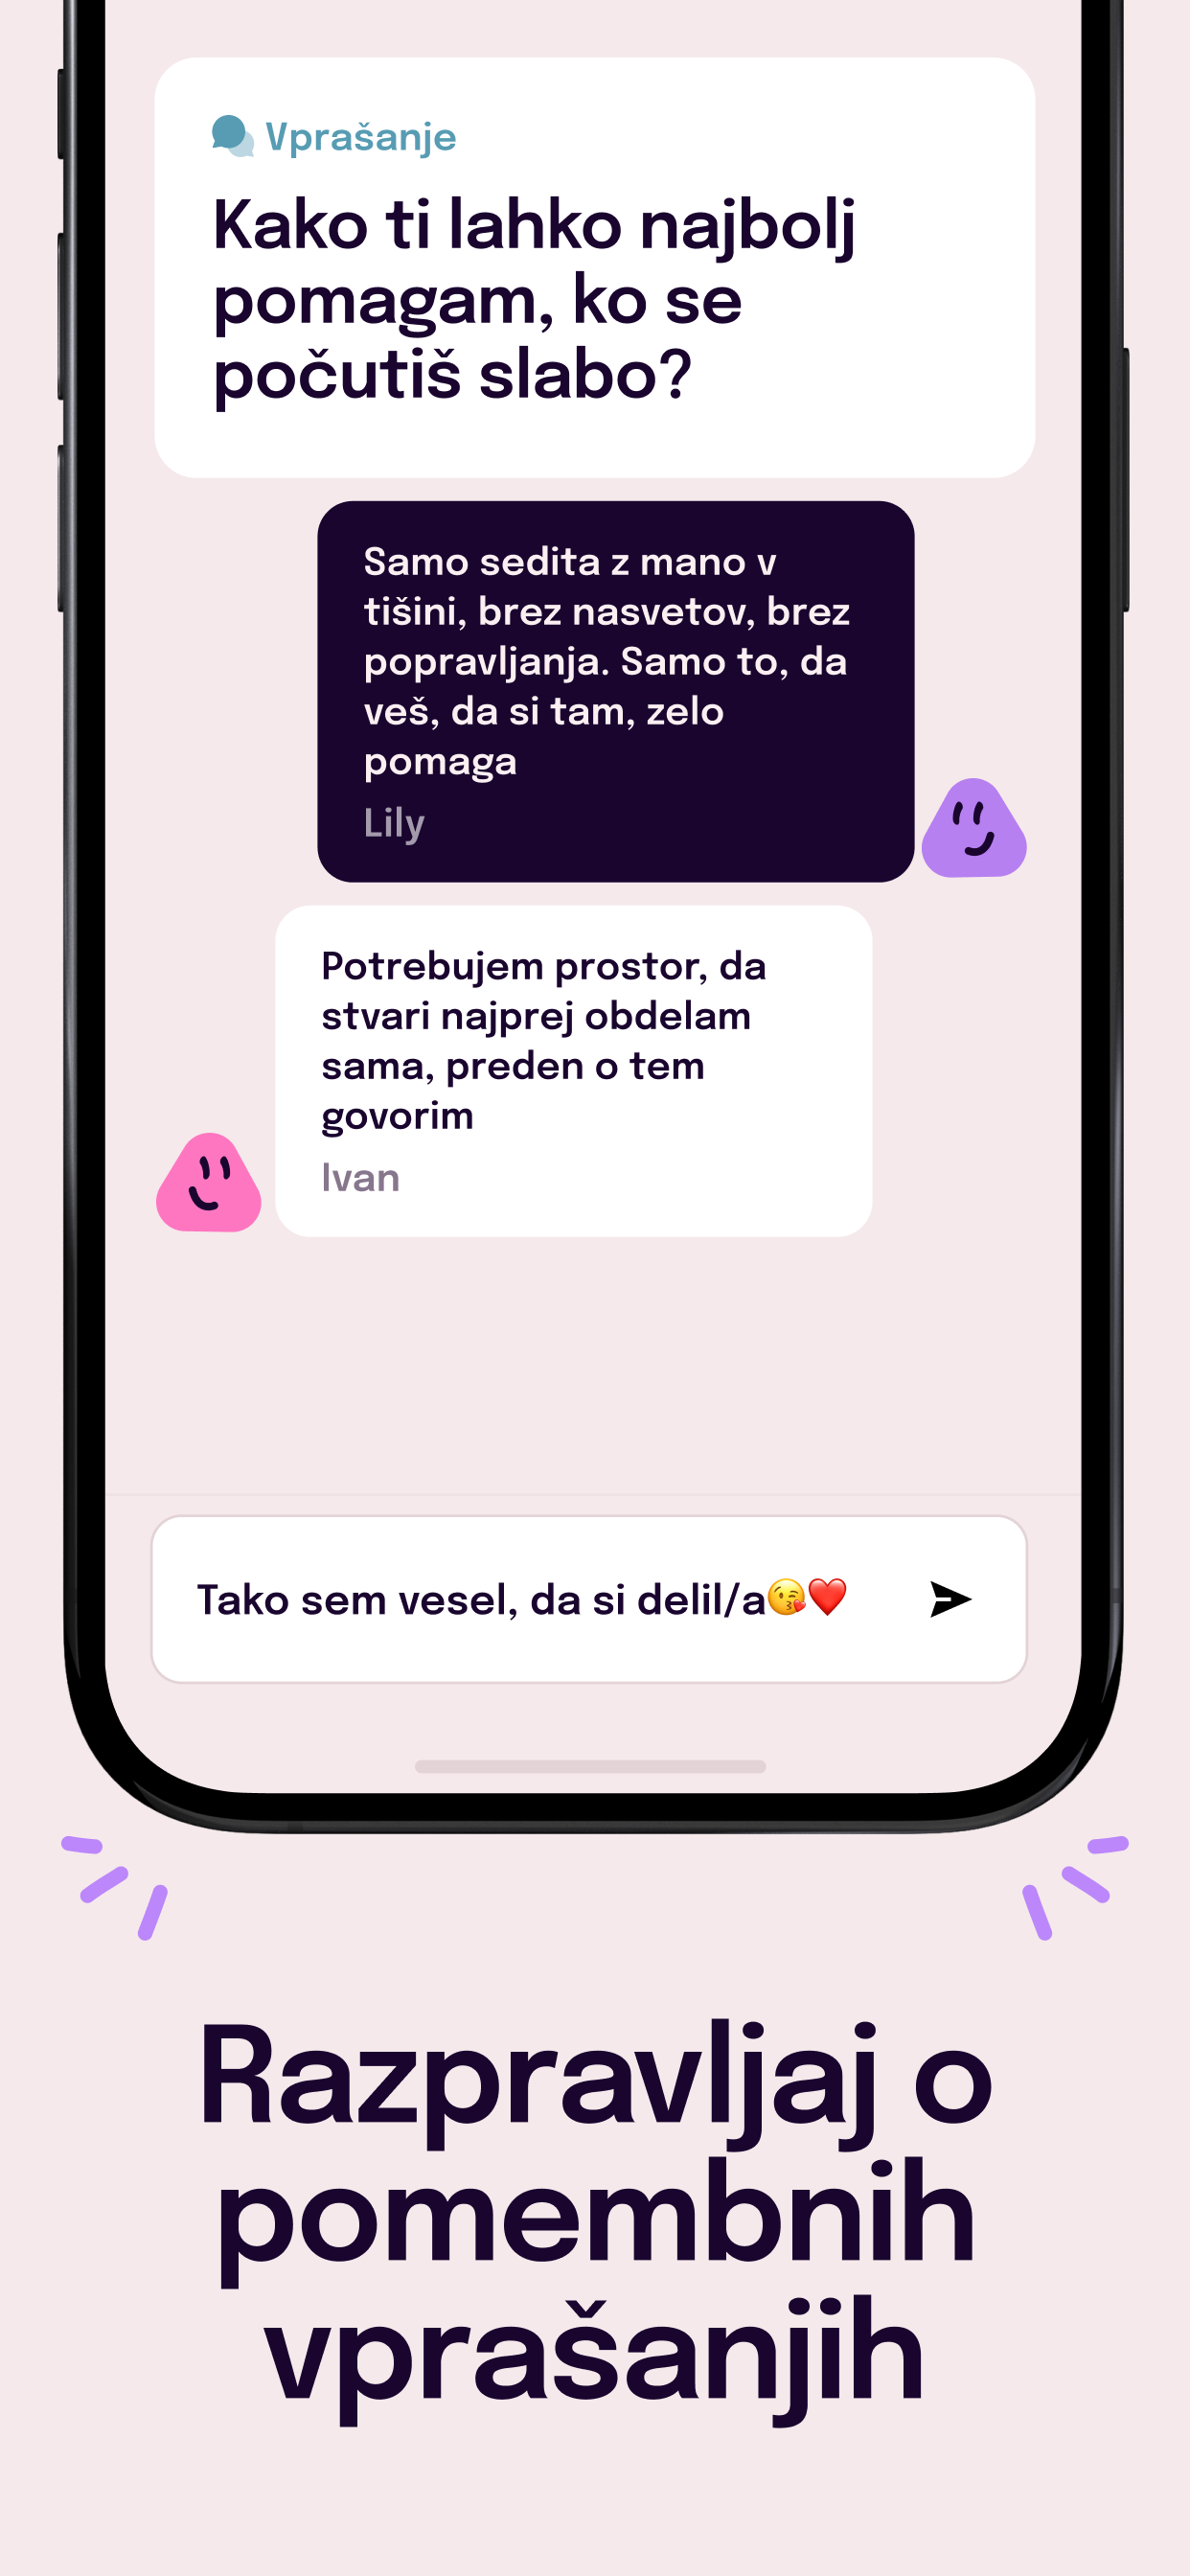 Vprašanje
Kako ti lahko najbolj
pomagam, ko se
počutiš slabo?
Samo sedita z mano v
tišini, brez nasvetov, brez
popravljanja. Samo to, da
veš, da si tam, zelo
pomaga
Lily
Potrebujem prostor, da
stvari najprej obdelam
sama, preden o tem
govorim
Ivan
Tako sem vesel, da si delil/a😘❤️
Razpravljaj o
pomembnih
vprašanjih